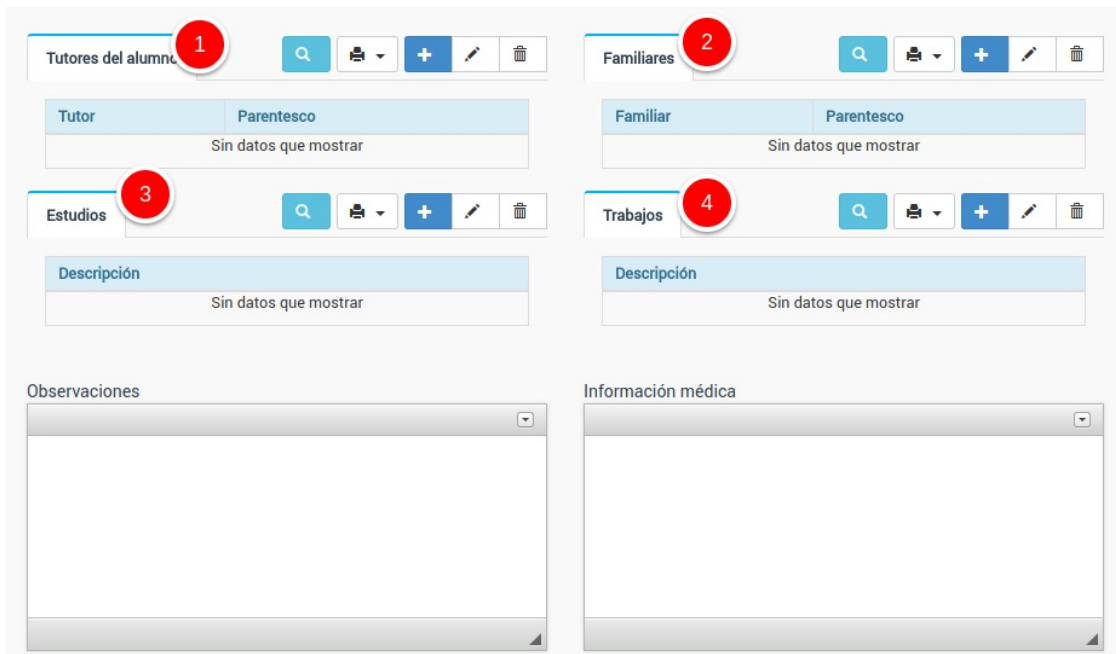 Tutores del alumno
1
Familiares
2
Tutor Parentesco
Sin datos que mostrar
Familiar Parentesco
Sin datos que mostrar
Estudios
3
Trabajos
4
Descripción
Sin datos que mostrar
Descripción
Sin datos que mostrar
Observaciones
Información médica